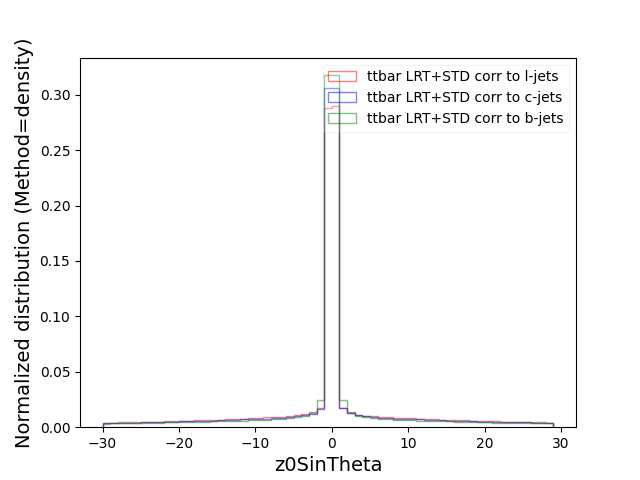 Normalized distribution (Method=density)
0.30
0.25
0.20
0.15
0.10
0.05
0.00
ttbar LRT+STD corr to l-jets
ttbar LRT+STD corr to c-jets
ttbar LRT+STD corr to b-jets
−30 −20 −10 0 10 20 30
z0SinTheta